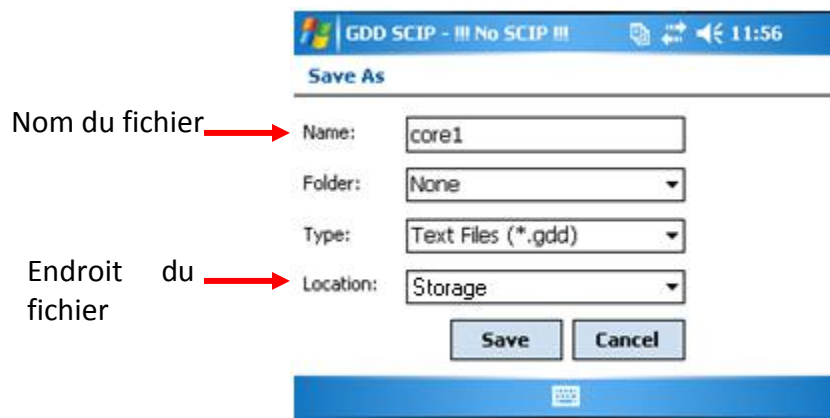 GDD SCIP - !!! No SCIP !!! 11:56
Save As
Nom du fichier
Name: core1
Folder: None
Type: Text Files (*.gdd)
Endroit du
fichier
Location: Storage
Save Cancel